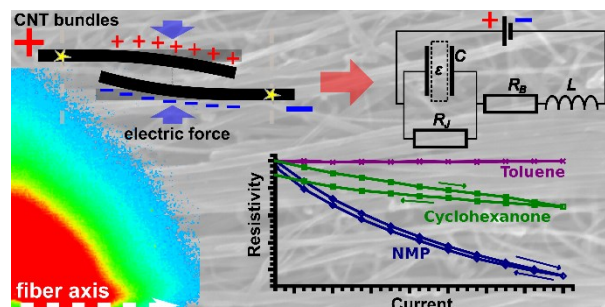 CNT bundles
+
+ + + + + + +
electric force
+
ε
C
R_B
L
R_J
Toluene
Cyclohexanone
NMP
Resistivity
Current
fiber axis